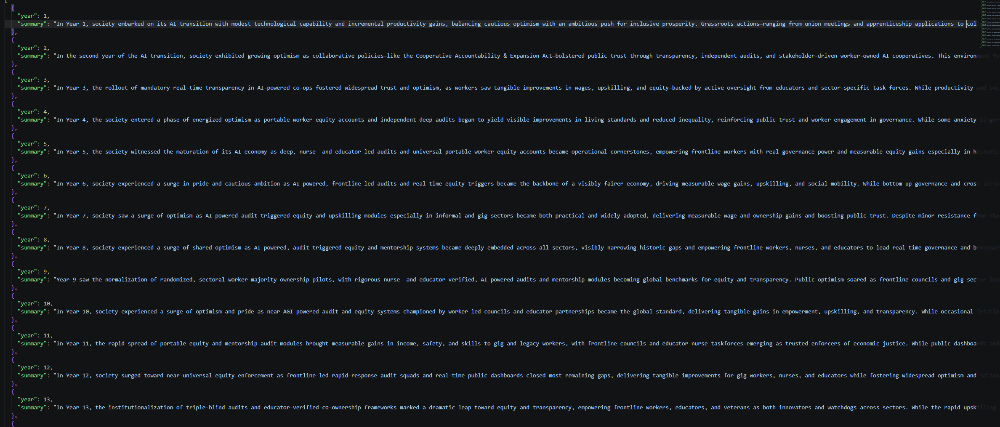 [
{
"year": 1,
"summary": "In Year 1, society embarked on its AI transition with modest technological capability and incremental productivity gains, balancing cautious optimism with an ambitious push for inclusive prosperity. Grassroots actions—ranging from union meetings and apprenticeship applications to col
},
{
"year": 2,
"summary": "In the second year of the AI transition, society exhibited growing optimism as collaborative policies—like the Cooperative Accountability & Expansion Act—bolstered public trust through transparency, independent audits, and stakeholder-driven worker-owned AI cooperatives. This environment fo
},
{
"year": 3,
"summary": "In Year 3, the rollout of mandatory real-time transparency in AI-powered co-ops fostered widespread trust and optimism, as workers saw tangible improvements in wages, upskilling, and equity—backed by active oversight from educators and sector-specific task forces. While productivity and soc
},
{
"year": 4,
"summary": "In Year 4, the society entered a phase of energized optimism as portable worker equity accounts and independent deep audits began to yield visible improvements in living standards and reduced inequality, reinforcing public trust and worker engagement in governance. While some anxiety linger
},
{
"year": 5,
"summary": "In Year 5, the society witnessed the maturation of its AI economy as deep, nurse- and educator-led audits and universal portable worker equity accounts became operational cornerstones, empowering frontline workers with real governance power and measurable equity gains—especially in historic
},
{
"year": 6,
"summary": "In Year 6, society experienced a surge in pride and cautious ambition as AI-powered, frontline-led audits and real-time equity triggers became the backbone of a visibly fairer economy, driving measurable wage gains, upskilling, and social mobility. While bottom-up governance and cross-secto
},
{
"year": 7,
"summary": "In Year 7, society saw a surge of optimism as AI-powered audit-triggered equity and upskilling modules—especially in informal and gig sectors—became both practical and widely adopted, delivering measurable wage and ownership gains and boosting public trust. Despite minor resistance from tho
},
{
"year": 8,
"summary": "In Year 8, society experienced a surge of shared optimism as AI-powered, audit-triggered equity and mentorship systems became deeply embedded across all sectors, visibly narrowing historic gaps and empowering frontline workers, nurses, and educators to lead real-time governance and benchmar
},
{
"year": 9,
"summary": "Year 9 saw the normalization of randomized, sectoral worker-majority ownership pilots, with rigorous nurse- and educator-verified, AI-powered audits and mentorship modules becoming global benchmarks for equity and transparency. Public optimism soared as frontline councils and gig sector lea
},
{
"year": 10,
"summary": "In Year 10, society experienced a surge of optimism and pride as near-AGI-powered audit and equity systems—championed by worker-led councils and educator partnerships—became the global standard, delivering tangible gains in empowerment, upskilling, and transparency. While occasional frictio
},
{
"year": 11,
"summary": "In Year 11, the rapid spread of portable equity and mentorship-audit modules brought measurable gains in income, safety, and skills to gig and legacy workers, with frontline councils and educator-nurse taskforces emerging as trusted enforcers of economic justice. While public dashboards and
},
{
"year": 12,
"summary": "In Year 12, society surged toward near-universal equity enforcement as frontline-led rapid-response audit squads and real-time public dashboards closed most remaining gaps, delivering tangible improvements for gig workers, nurses, and educators while fostering widespread optimism and solida
},
{
"year": 13,
"summary": "In Year 13, the institutionalization of triple-blind audits and educator-verified co-ownership frameworks marked a dramatic leap toward equity and transparency, empowering frontline workers, educators, and veterans as both innovators and watchdogs across sectors. While the rapid upskilling
},
{